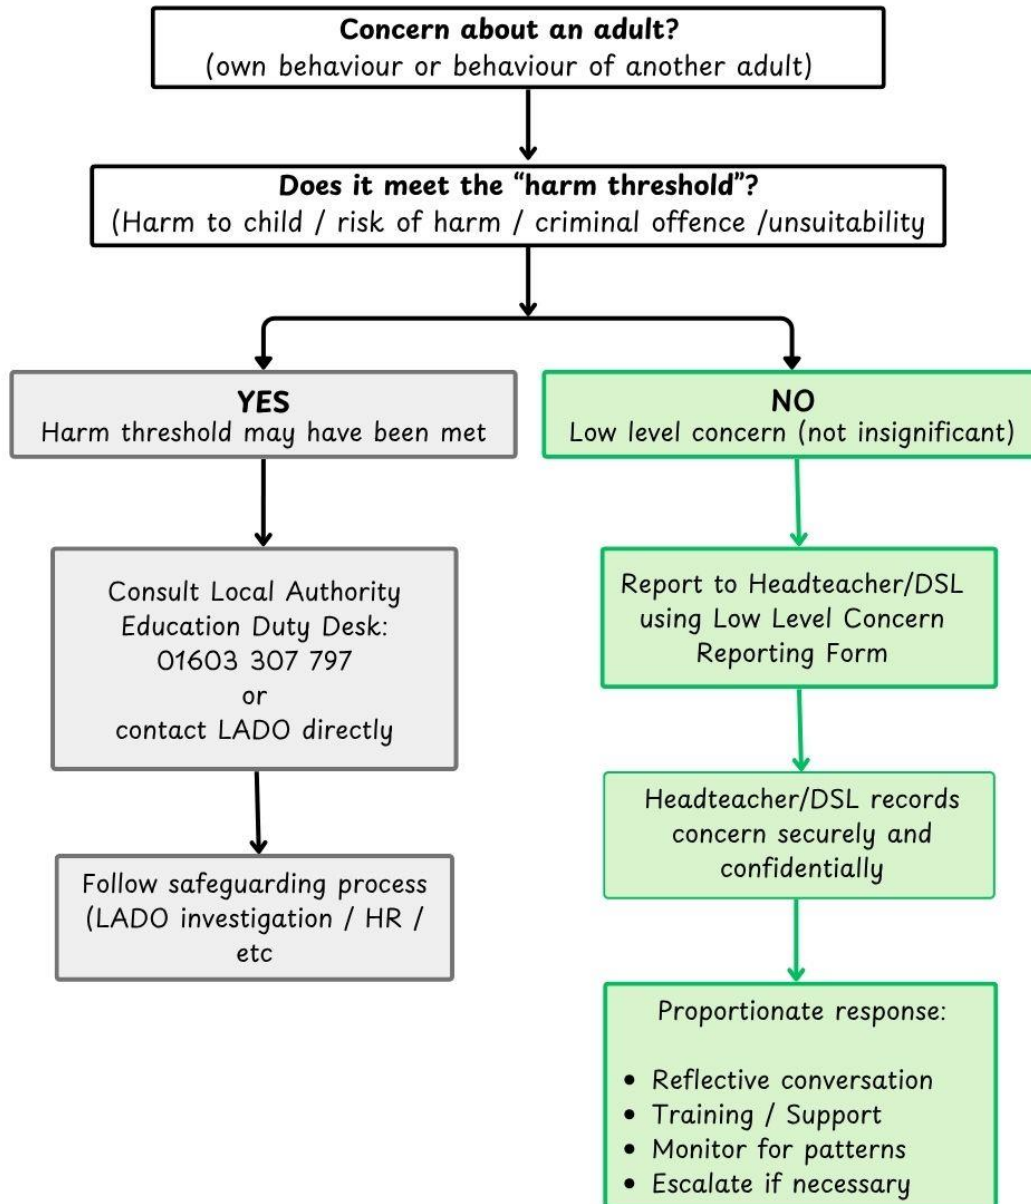 Concern about an adult?
(own behaviour or behaviour of another adult)
Does it meet the “harm threshold”?
(Harm to child / risk of harm / criminal offence /unsuitability
YES
Harm threshold may have been met
NO
Low level concern (not insignificant)
Consult Local Authority
Education Duty Desk:
01603 307 797
or
contact LADO directly
Report to Headteacher/DSL
using Low Level Concern
Reporting Form
Follow safeguarding process
(LADO investigation / HR /
etc
Headteacher/DSL records
concern securely and
confidentially
Proportionate response:
• Reflective conversation
• Training / Support
• Monitor for patterns
• Escalate if necessary